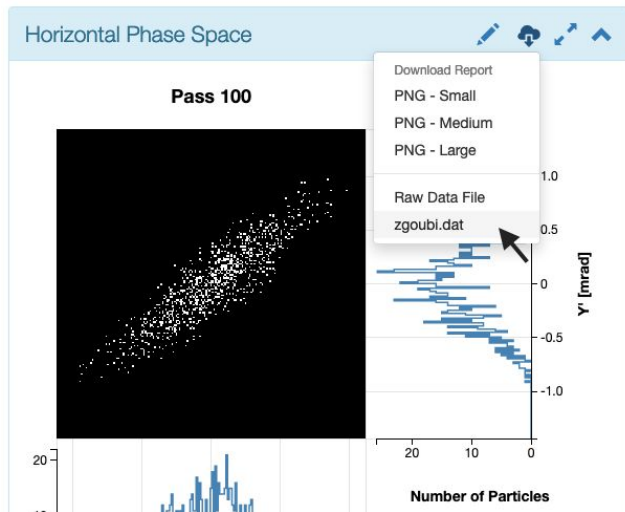 Horizontal Phase Space
Download Report
Pass 100
PNG - Small
PNG - Medium
PNG - Large
1.0
Raw Data File
zgoubi.dat
0.5
0
Y' [mrad]
-0.5
-1.0
20
10
0
20
Number of Particles